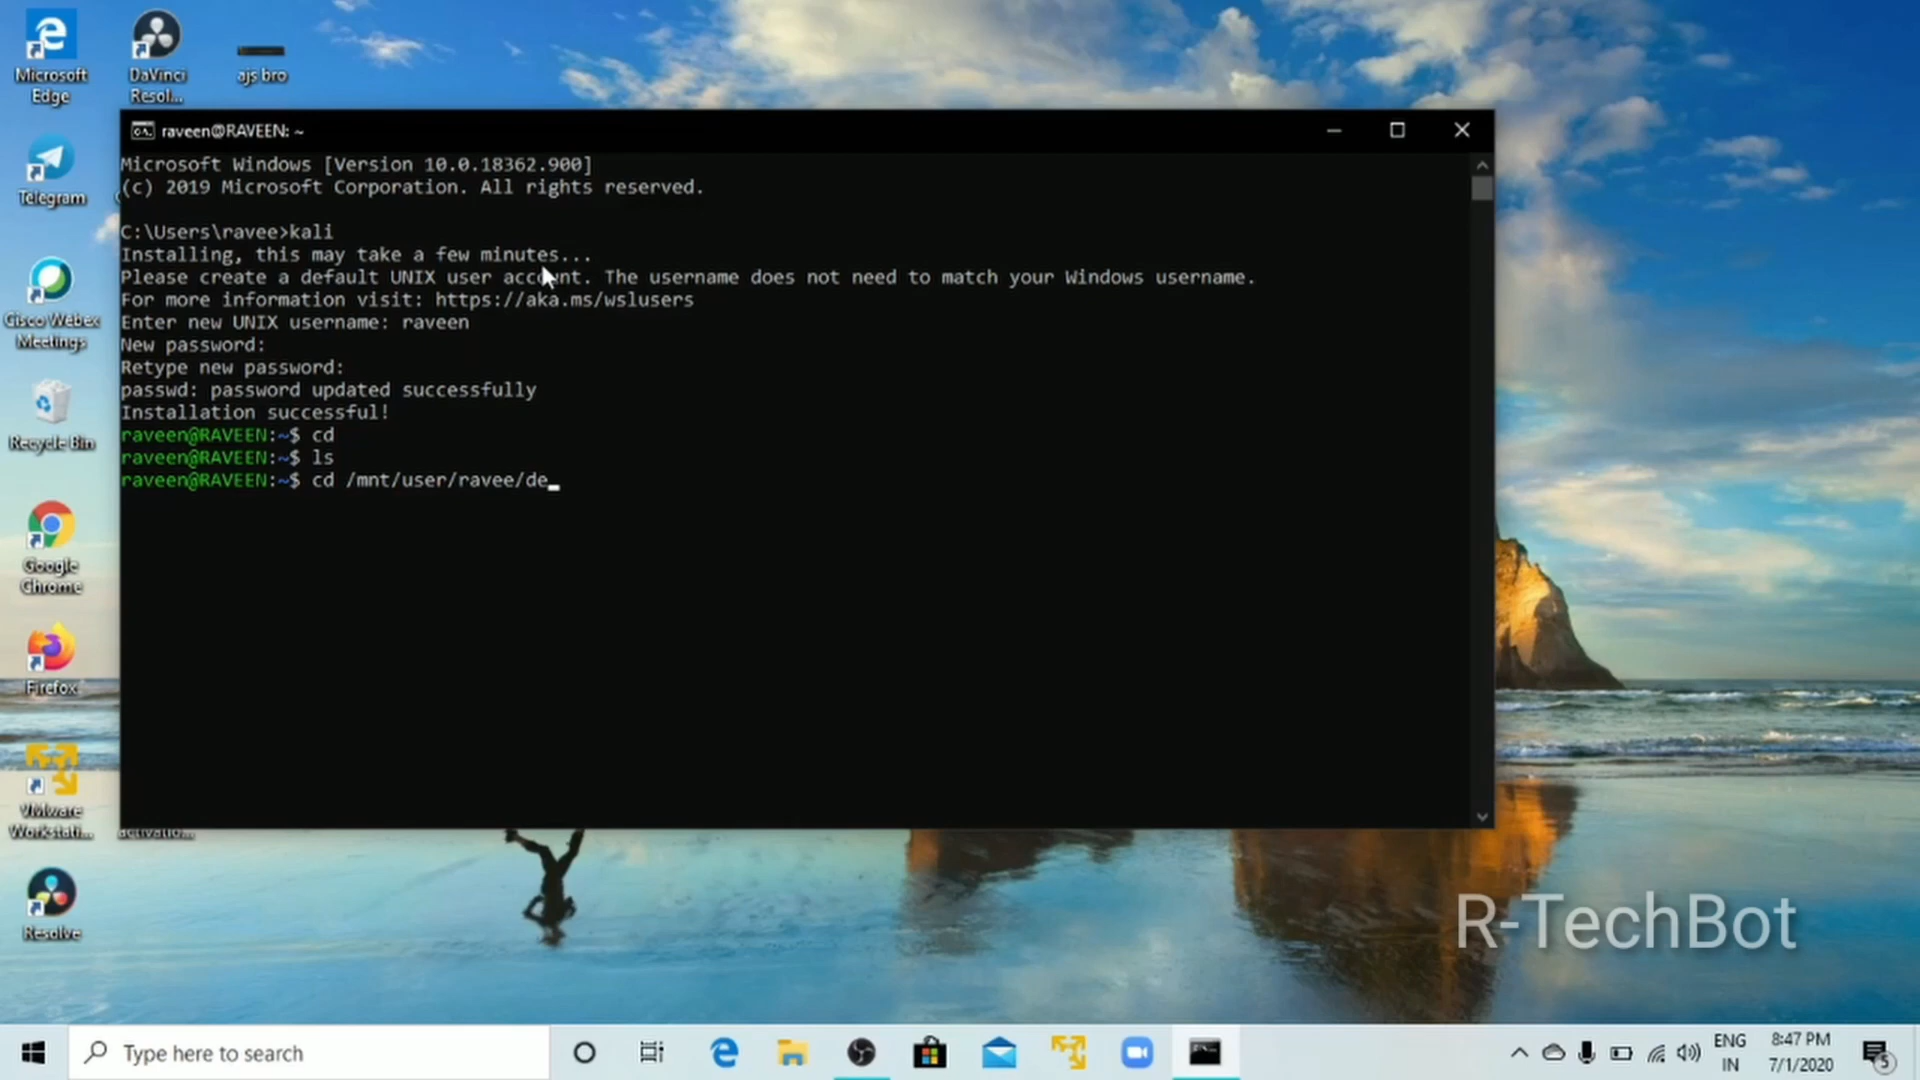 Microsoft
Edge
DaVinci
Resol...
ajs bro
Telegram
Cisco Webex
Meetings
Recycle Bin
Google
Chrome
Firefox
VMware
Workstati...
activatio...
Resolve
raveen@RAVEEN: ~
Microsoft Windows [Version 10.0.18362.900]
(c) 2019 Microsoft Corporation. All rights reserved.
C:\Users\ravee>kali
Installing, this may take a few minutes...
Please create a default UNIX user account. The username does not need to match your Windows username.
For more information visit: https://aka.ms/wslusers
Enter new UNIX username: raveen
New password:
Retype new password:
passwd: password updated successfully
Installation successful!
raveen@RAVEEN:~$ cd
raveen@RAVEEN:~$ ls
raveen@RAVEEN:~$ cd /mnt/user/ravee/de
R-TechBot
Type here to search
ENG
IN
8:47 PM
7/1/2020
5